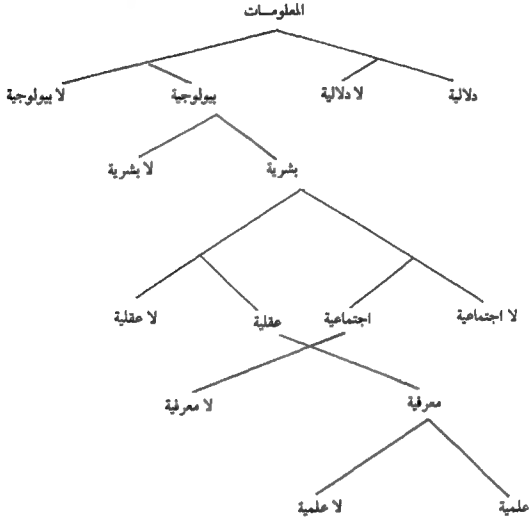 المعلومــات
دلالية لا دلالية بيولوجية لا بيولوجية
بشرية لا بشرية
لا اجتماعية اجتماعية عقلية لا عقلية
معرفية لا معرفية
علمية لا علمية